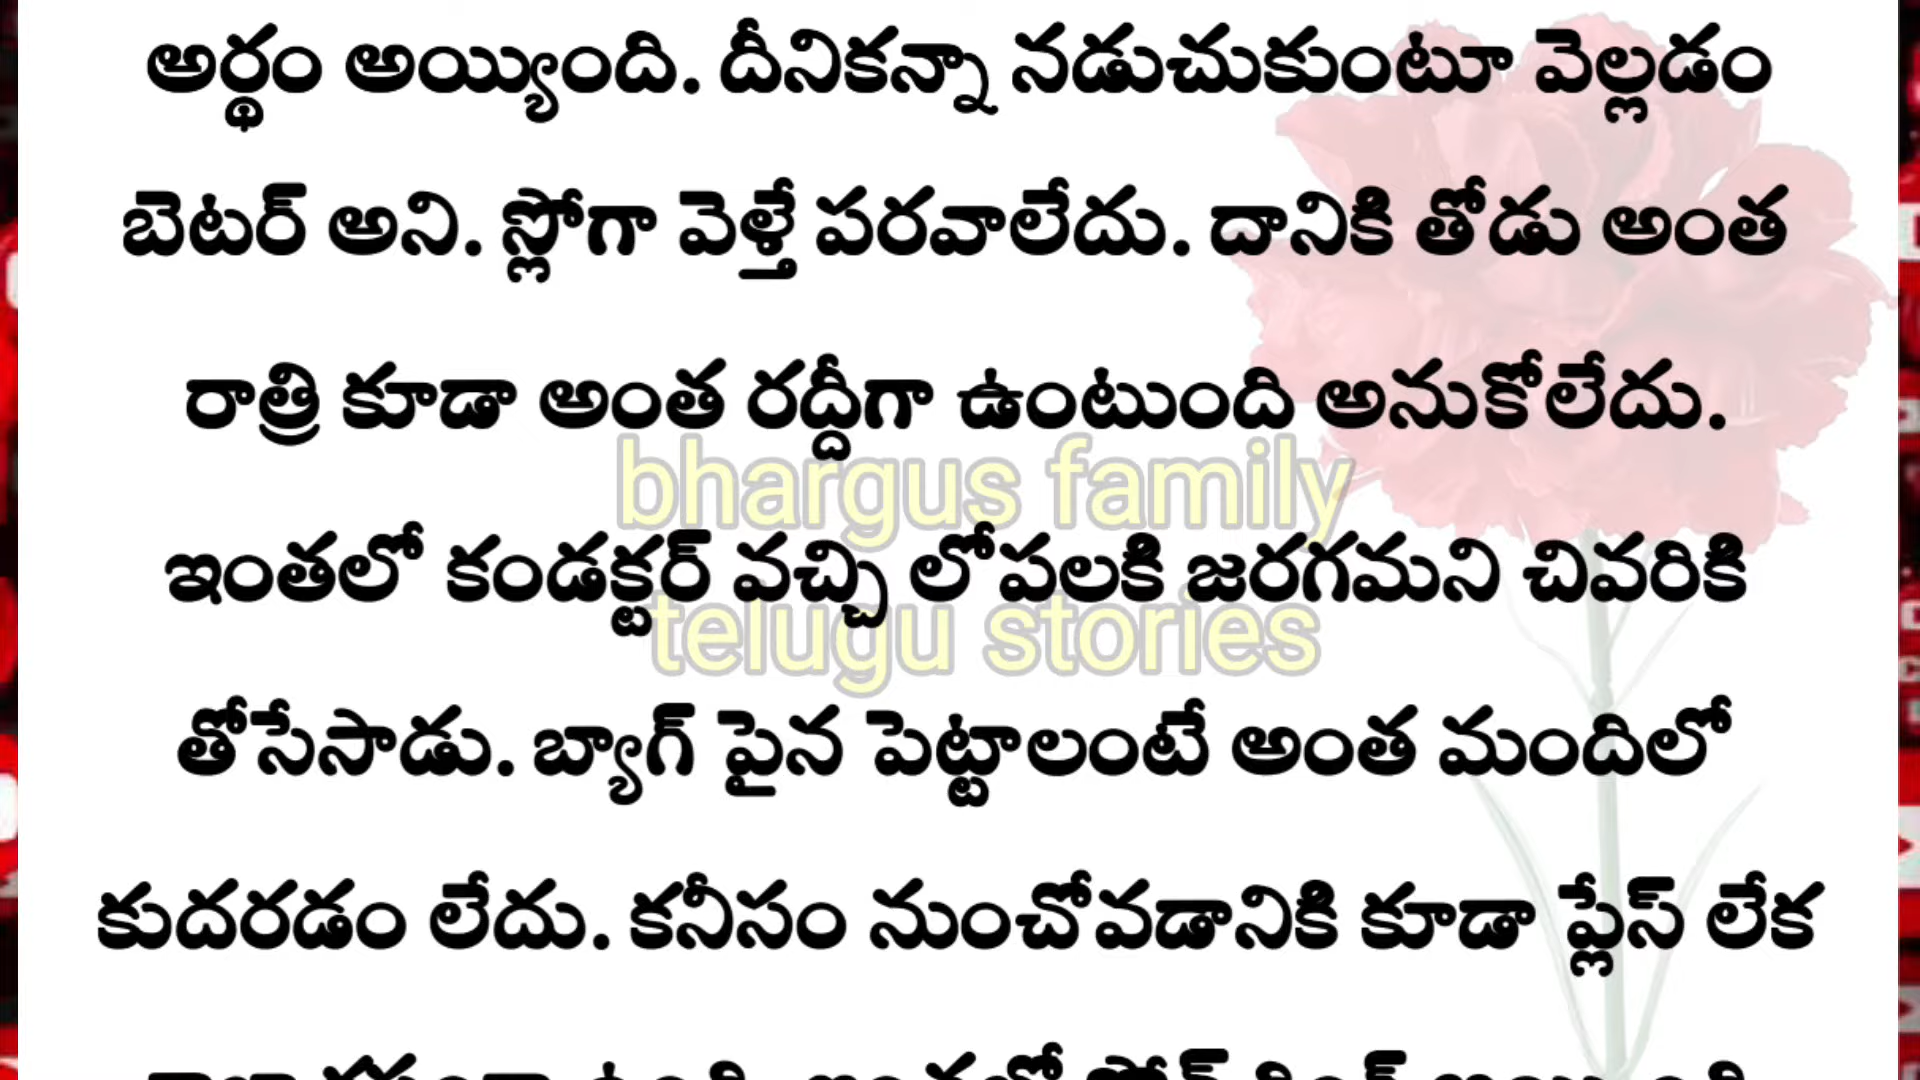 అర్థం అయ్యింది. దీనికన్నా నడుచుకుంటూ వెల్లడం
బెటర్ అని. స్లోగా వెళ్తే పరవాలేదు. దానికి తోడు అంత
రాత్రి కూడా అంత రద్దీగా ఉంటుంది అనుకోలేదు.
bhargus family
ఇంతలో కండక్టర్ వచ్చి లోపలకి జరగమని చివరికి
telugu stories
తోసేసాడు. బ్యాగ్ పైన పెట్టాలంటే అంత మందిలో
కుదరడం లేదు. కనీసం నుంచోవడానికి కూడా ప్లేస్ లేక